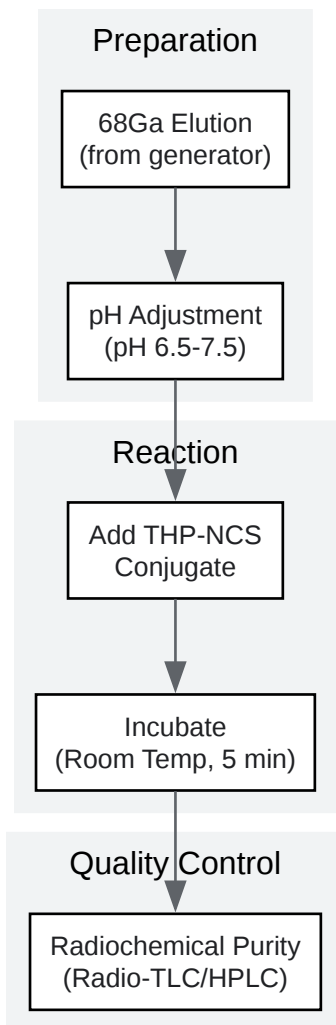 Preparation
68Ga Elution
(from generator)
pH Adjustment
(pH 6.5-7.5)
Reaction
Add THP-NCS
Conjugate
Incubate
(Room Temp, 5 min)
Quality Control
Radiochemical Purity
(Radio-TLC/HPLC)